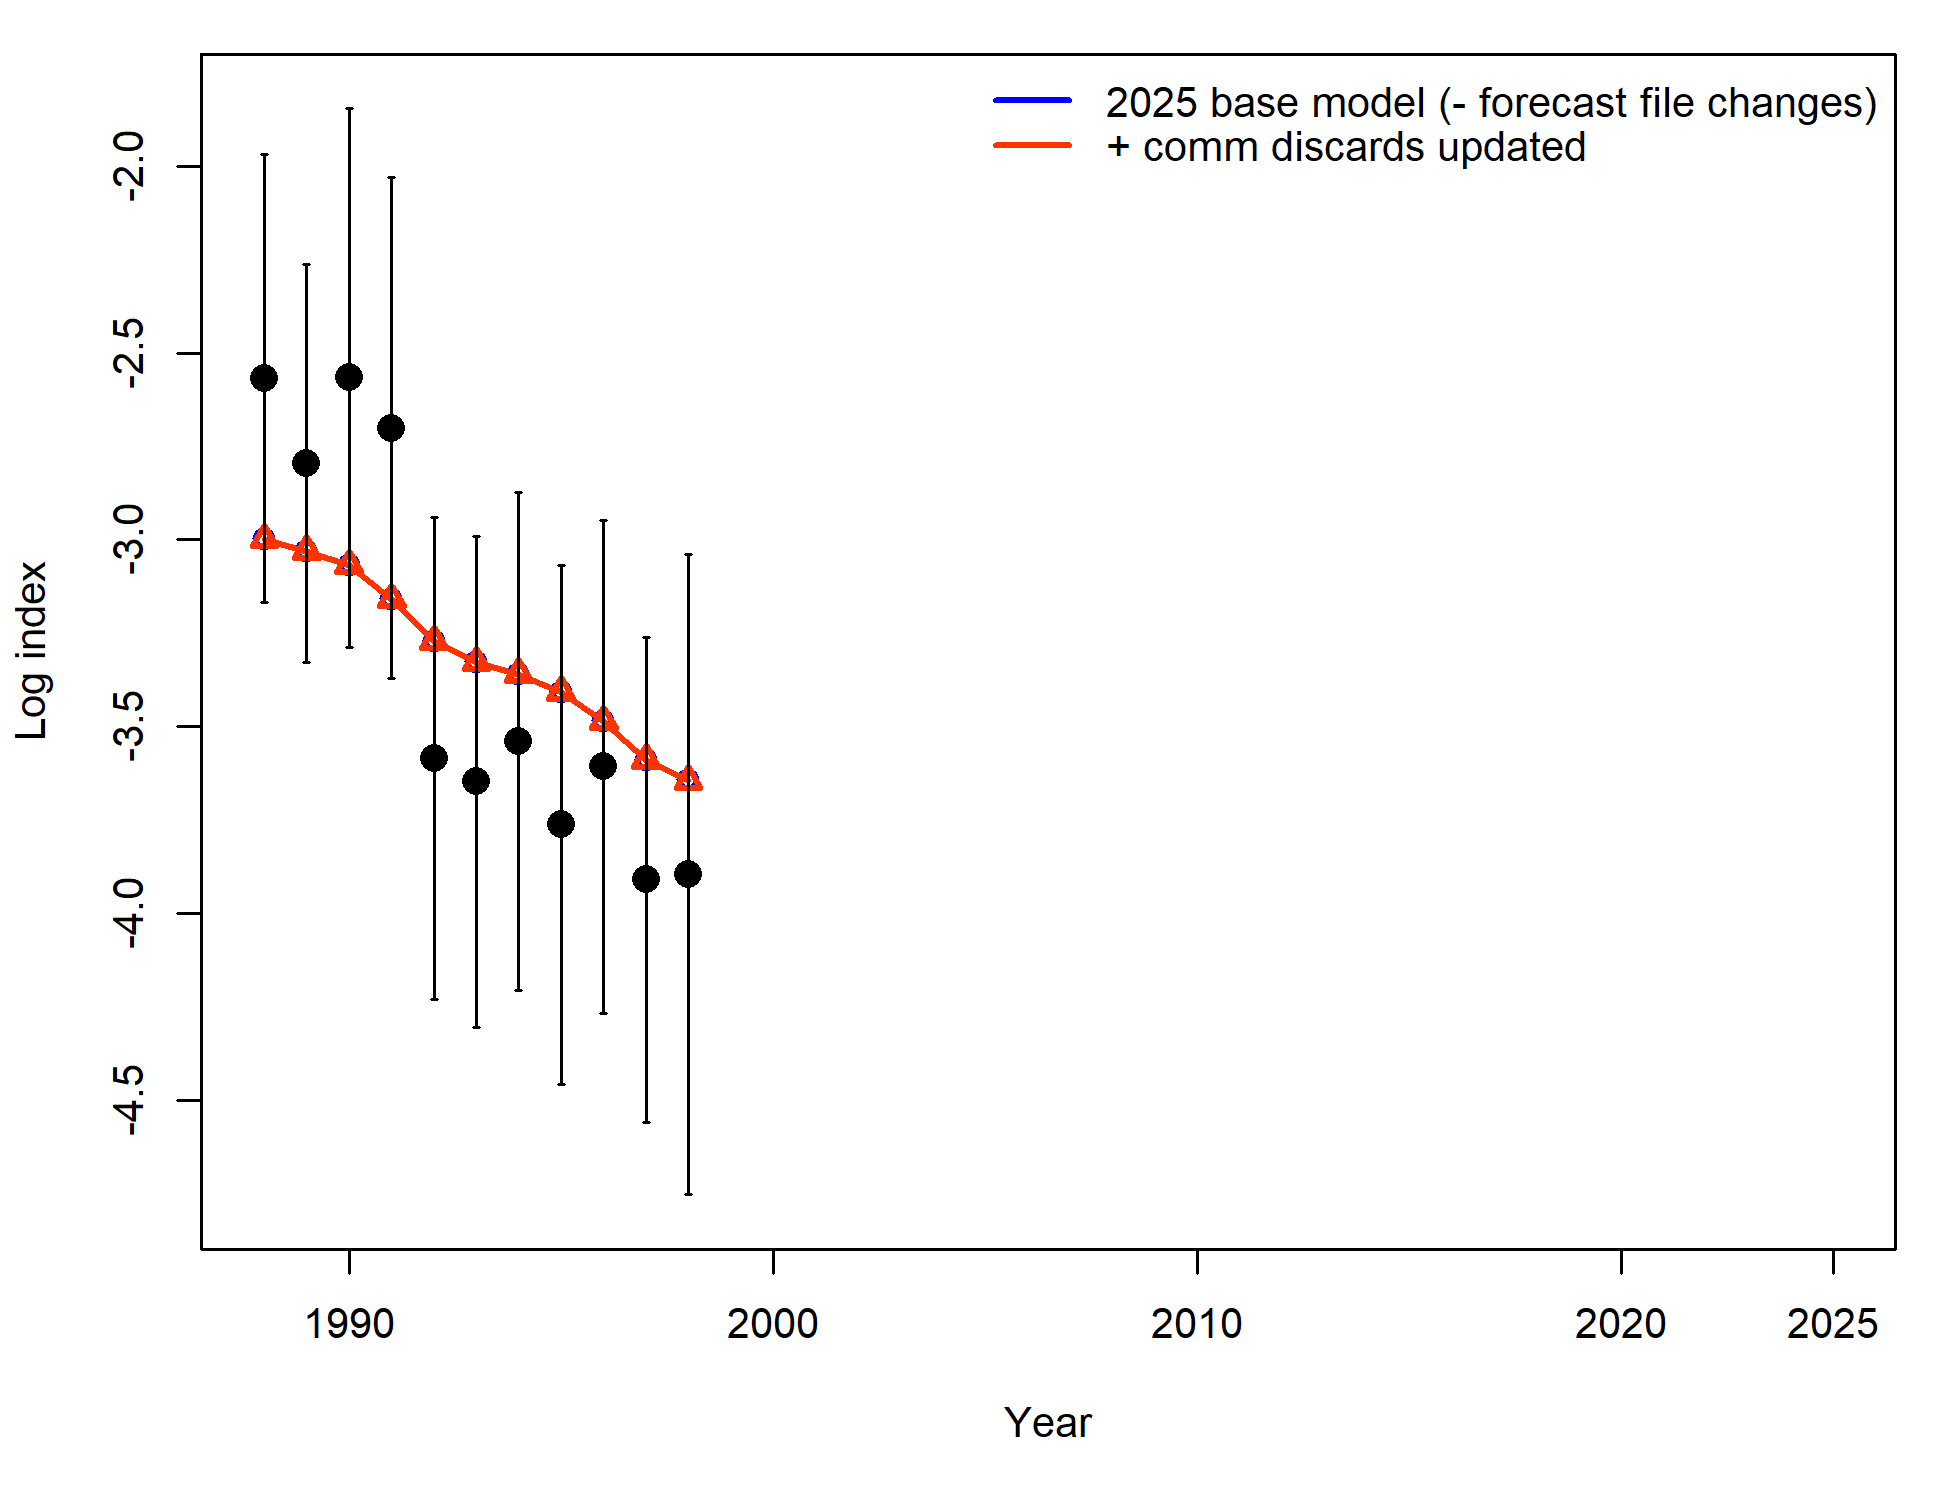 2025 base model (- forecast file changes)
+ comm discards updated
-2.0
-2.5
-3.0
-3.5
-4.0
-4.5
Log index
1990
2000
2010
2020
2025
Year